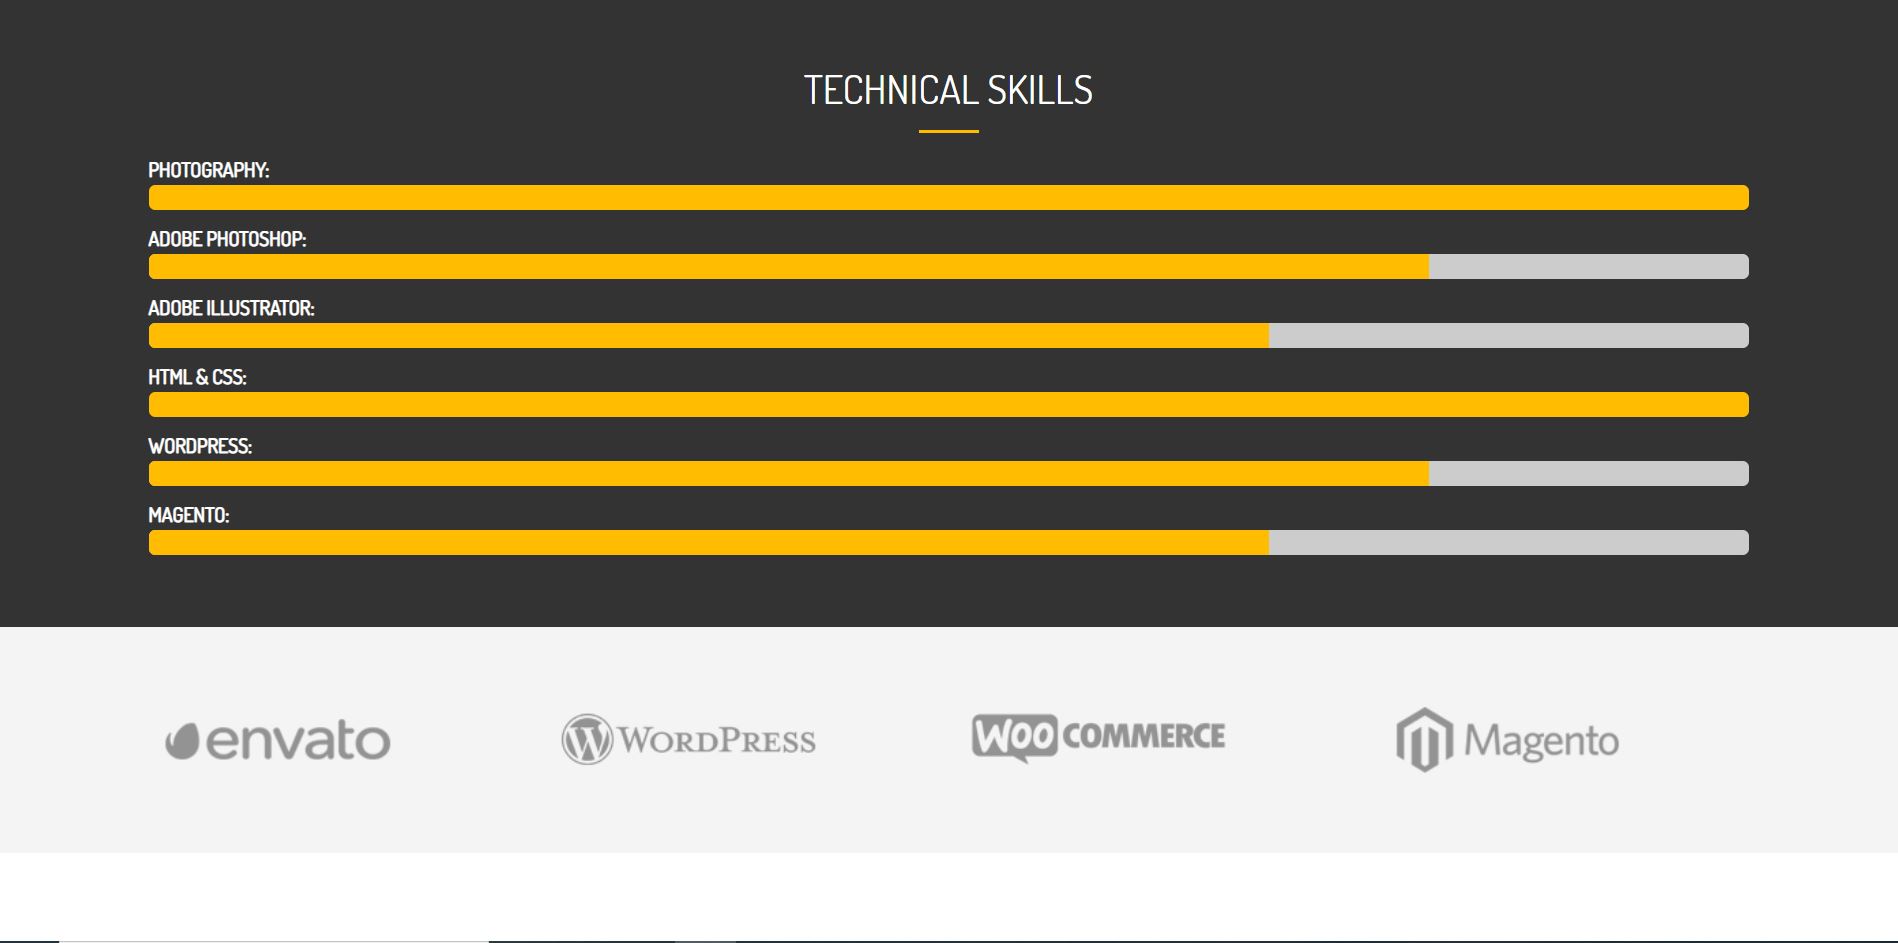 TECHNICAL SKILLS
PHOTOGRAPHY:
ADOBE PHOTOSHOP:
ADOBE ILLUSTRATOR:
HTML & CSS:
WORDPRESS:
MAGENTO:
envato WORDPRESS WOO COMMERCE Magento